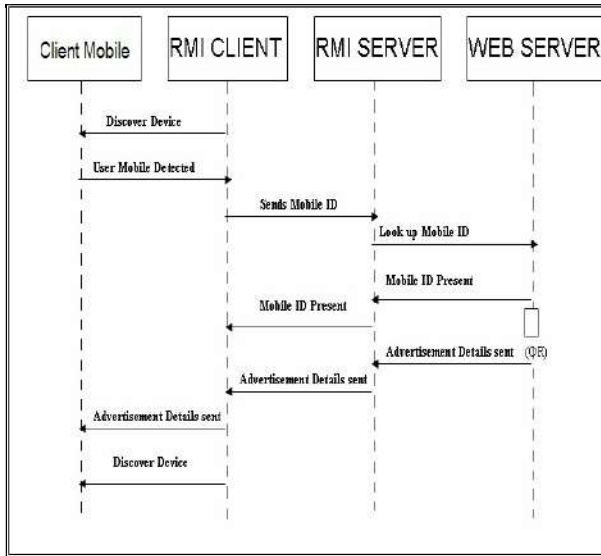 Client Mobile
RMI CLIENT
RMI SERVER
WEB SERVER
Discover Device
User Mobile Detected
Sends Mobile ID
Look up Mobile ID
Mobile ID Present
Mobile ID Present
Advertisement Details sent (OR)
Advertisement Details sent
Advertisement Details sent
Discover Device